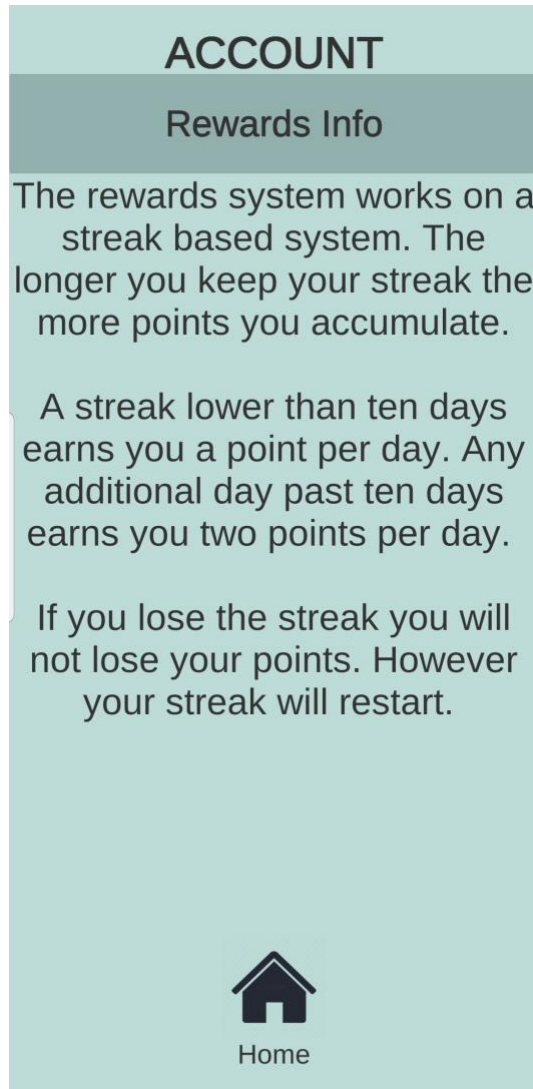 ACCOUNT
Rewards Info
The rewards system works on a
streak based system. The
longer you keep your streak the
more points you accumulate.
A streak lower than ten days
earns you a point per day. Any
additional day past ten days
earns you two points per day.
If you lose the streak you will
not lose your points. However
your streak will restart.
Home